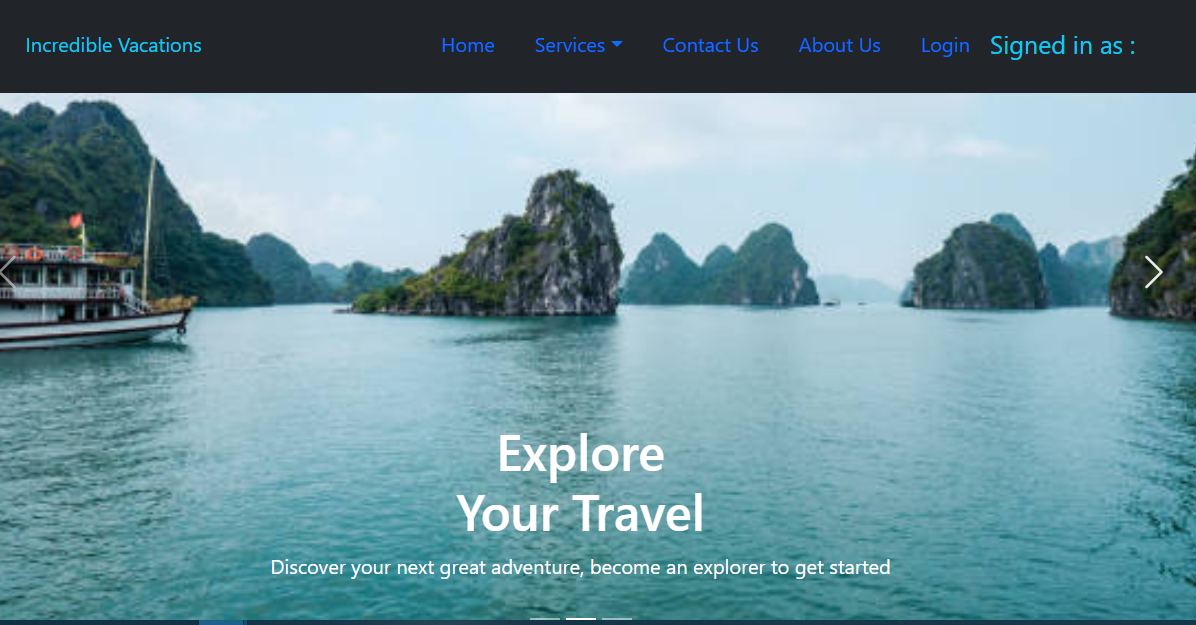 Incredible Vacations
Home Services Contact Us About Us Login Signed in as :
Explore
Your Travel
Discover your next great adventure, become an explorer to get started